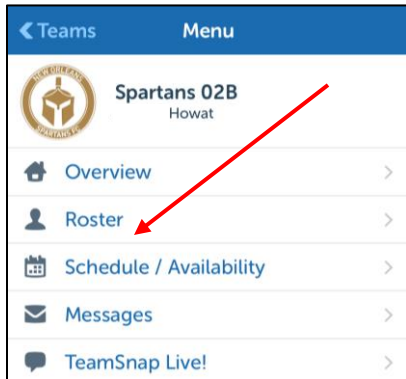 Teams Menu
NEW ORLEANS
SPARTANS FC
Spartans 02B
Howat
Overview
Roster
Schedule / Availability
Messages
TeamSnap Live!